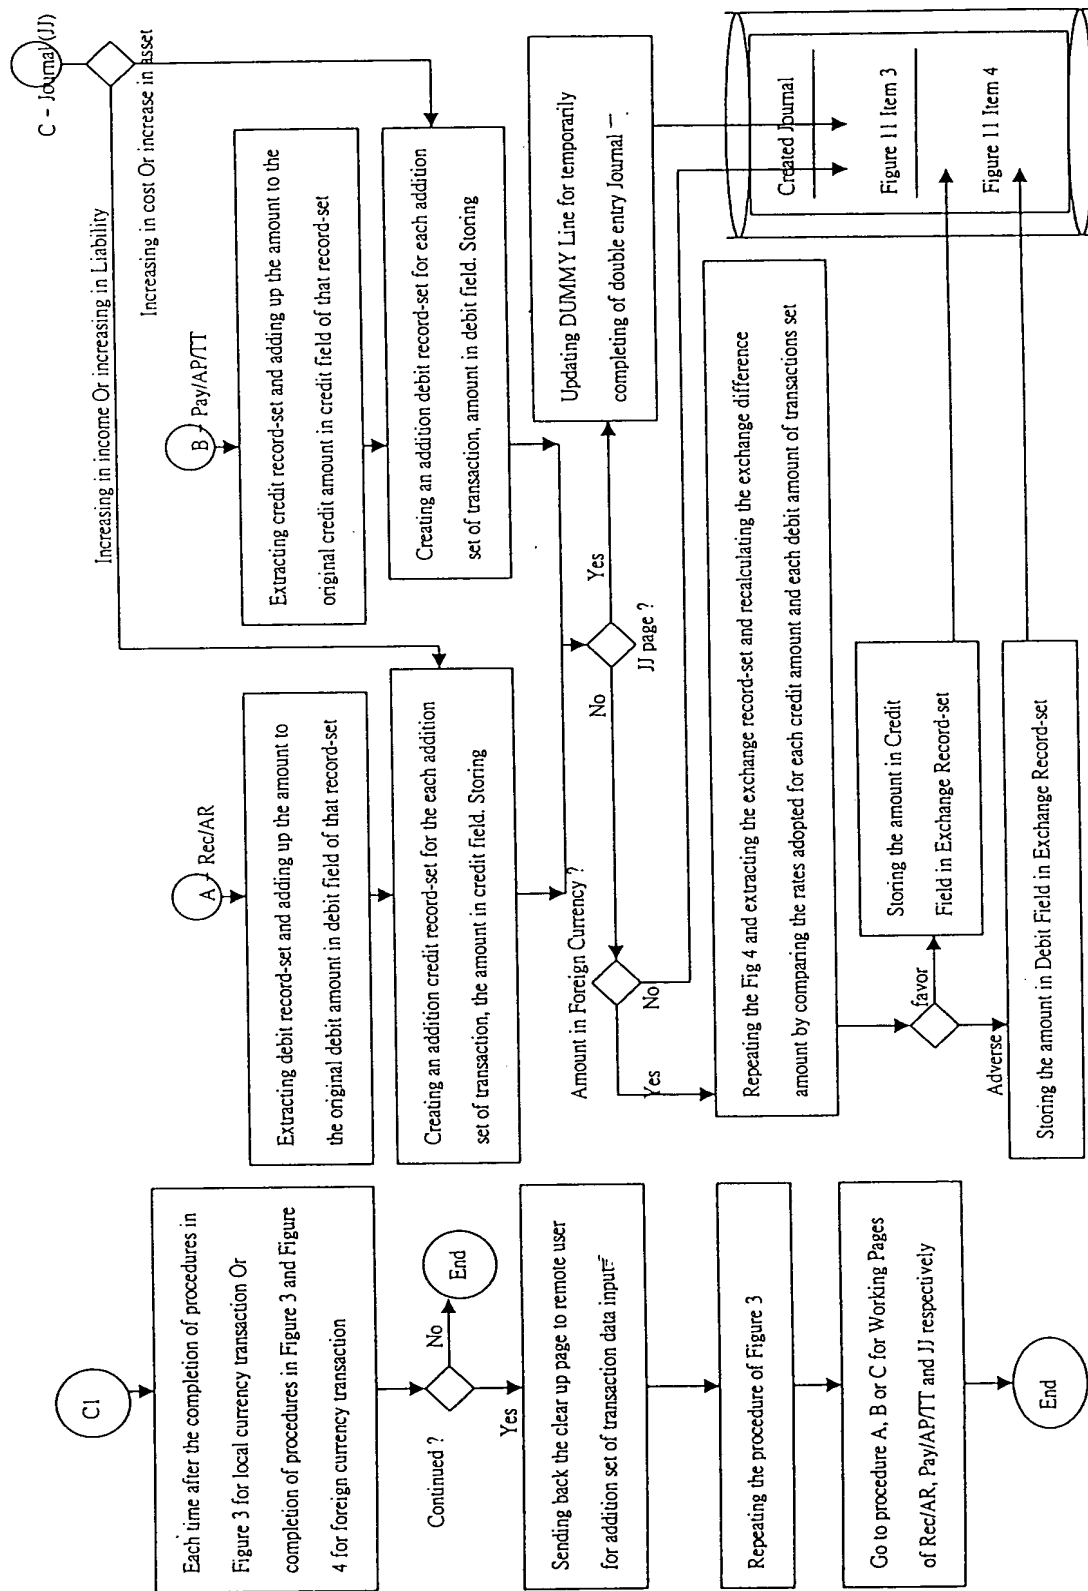 C1
Each time after the completion of procedures in
Figure 3 for local currency transaction Or
completion of procedures in Figure 3 and Figure
4 for foreign currency transaction
Continued ?
No
End
Yes
Sending back the clear up page to remote user
for addition set of transaction data input
Repeating the procedure of Figure 3
Go to procedure A, B or C for Working Pages
of Rec/AR, Pay/AP/TT and JJ respectively
End
A - Rec/AR
Extracting debit record-set and adding up the amount to
the original debit amount in debit field of that record-set
Creating an addition credit record-set for the each addition
set of transaction, the amount in credit field. Storing
B - Pay/AP/TT
Extracting credit record-set and adding up the amount to the
original credit amount in credit field of that record-set
Creating an addition debit record-set for each addition
set of transaction, amount in debit field. Storing
C - Journal (JJ)
Increasing in income Or increasing in Liability
Increasing in cost Or increase in asset
JJ page ?
Yes
No
Updating DUMMY Line for temporarily
completing of double entry Journal
Amount in Foreign Currency ?
No
Yes
Repeating the Fig 4 and extracting the exchange record-set and recalculating the exchange difference
amount by comparing the rates adopted for each credit amount and each debit amount of transactions set
favor
Adverse
Storing the amount in Credit
Field in Exchange Record-set
Storing the amount in Debit Field in Exchange Record-set
Created Journal
Figure 11 Item 3
Figure 11 Item 4